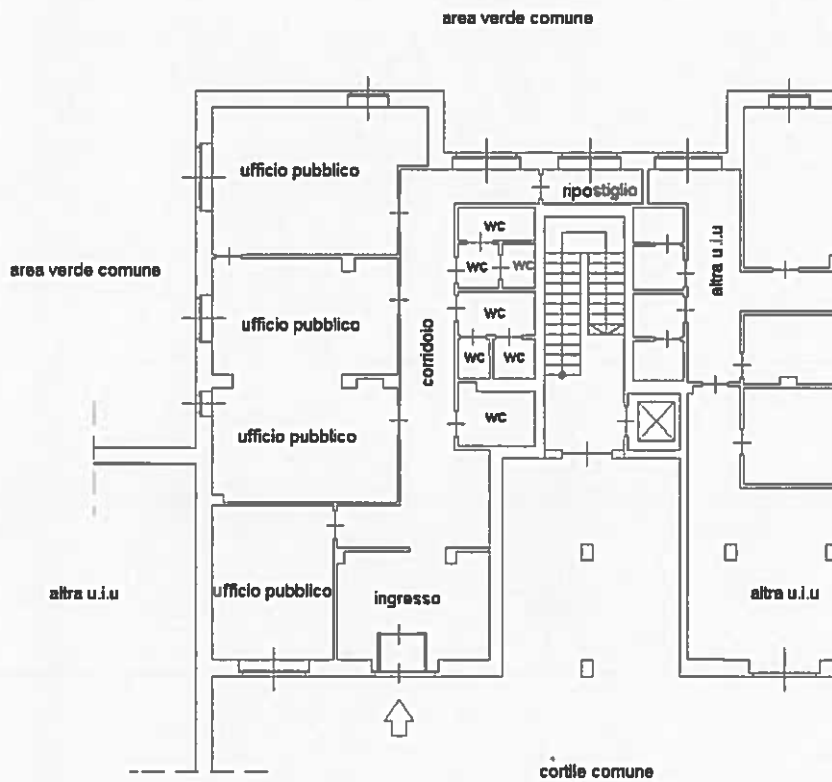 area verde comune
ufficio pubblico
ripostiglio
wc
wc
wc
area verde comune
altra u.i.u
ufficio pubblico
wc
corridoio
wc
wc
wc
ufficio pubblico
altra u.i.u
ufficio pubblico
ingresso
altra u.i.u
cortile comune